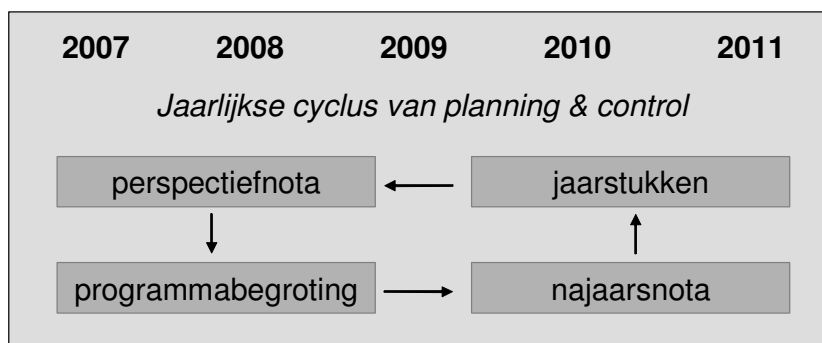 2007 2008 2009 2010 2011
Jaarlijkse cyclus van planning & control
perspectiefnota jaarstukken
programmabegroting najaarsnota